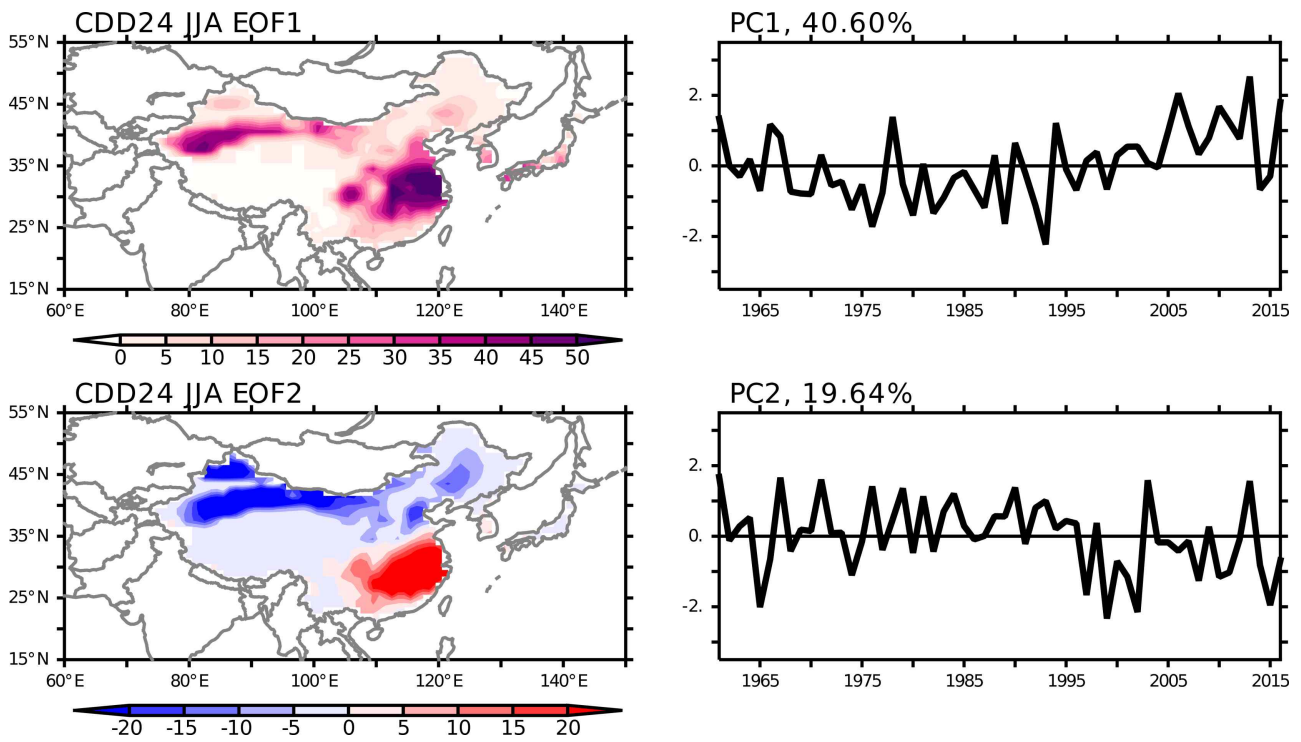 CDD24 JJA EOF1
55°N
45°N
35°N
25°N
15°N
60°E 80°E 100°E 120°E 140°E
0 5 10 15 20 25 30 35 40 45 50
PC1, 40.60%
2.
0.
-2.
1965 1975 1985 1995 2005 2015
CDD24 JJA EOF2
55°N
45°N
35°N
25°N
15°N
60°E 80°E 100°E 120°E 140°E
-20 -15 -10 -5 0 5 10 15 20
PC2, 19.64%
2.
0.
-2.
1965 1975 1985 1995 2005 2015